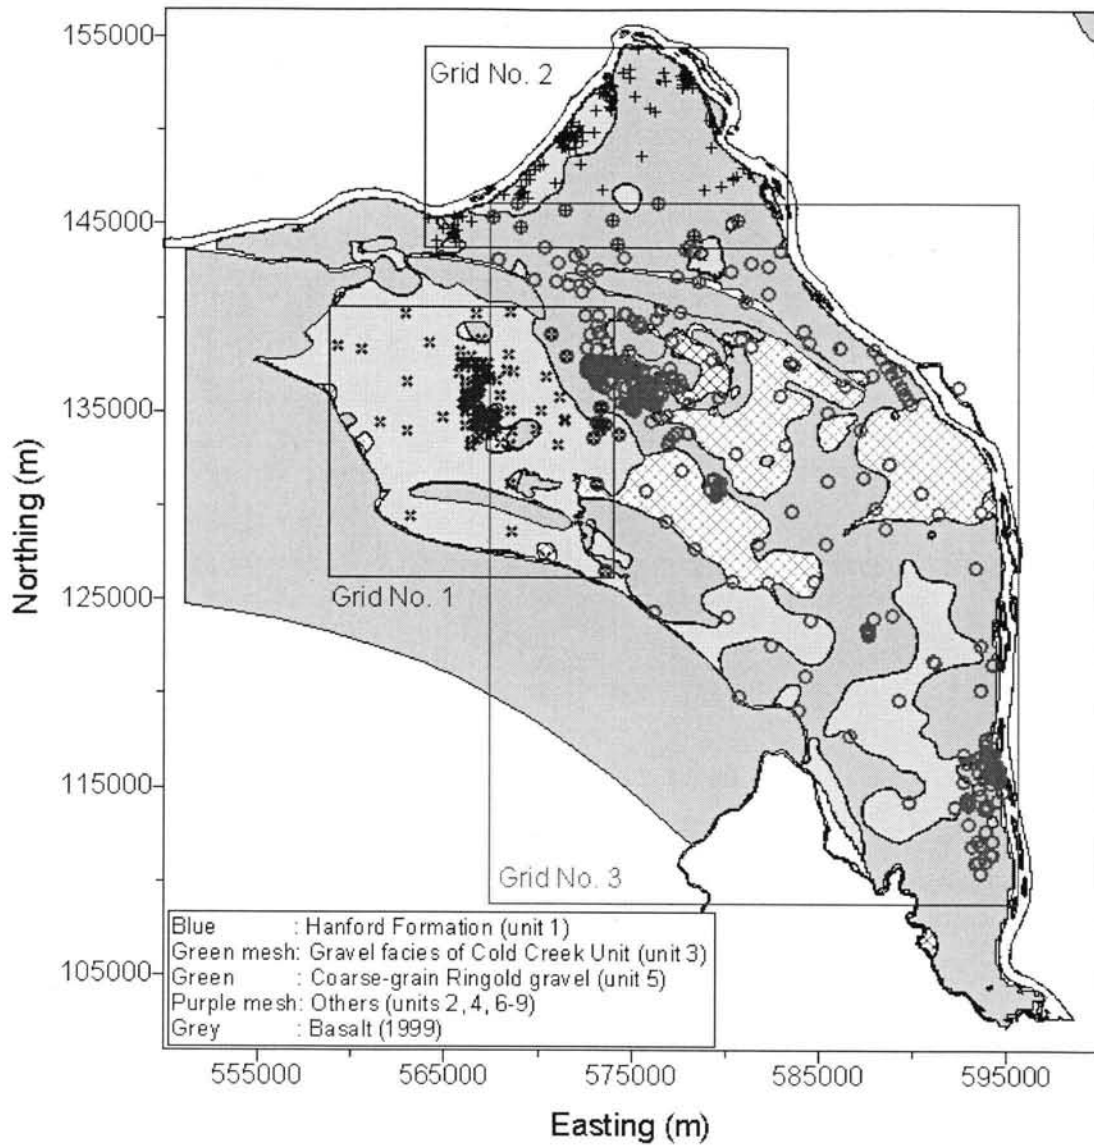 155000
145000
135000
125000
115000
105000
Northing (m)
Grid No. 2
Grid No. 1
Grid No. 3
Blue : Hanford Formation (unit 1)
Green mesh: Gravel facies of Cold Creek Unit (unit 3)
Green : Coarse-grain Ringold gravel (unit 5)
Purple mesh: Others (units 2, 4, 6-9)
Grey : Basalt (1999)
555000 565000 575000 585000 595000
Easting (m)